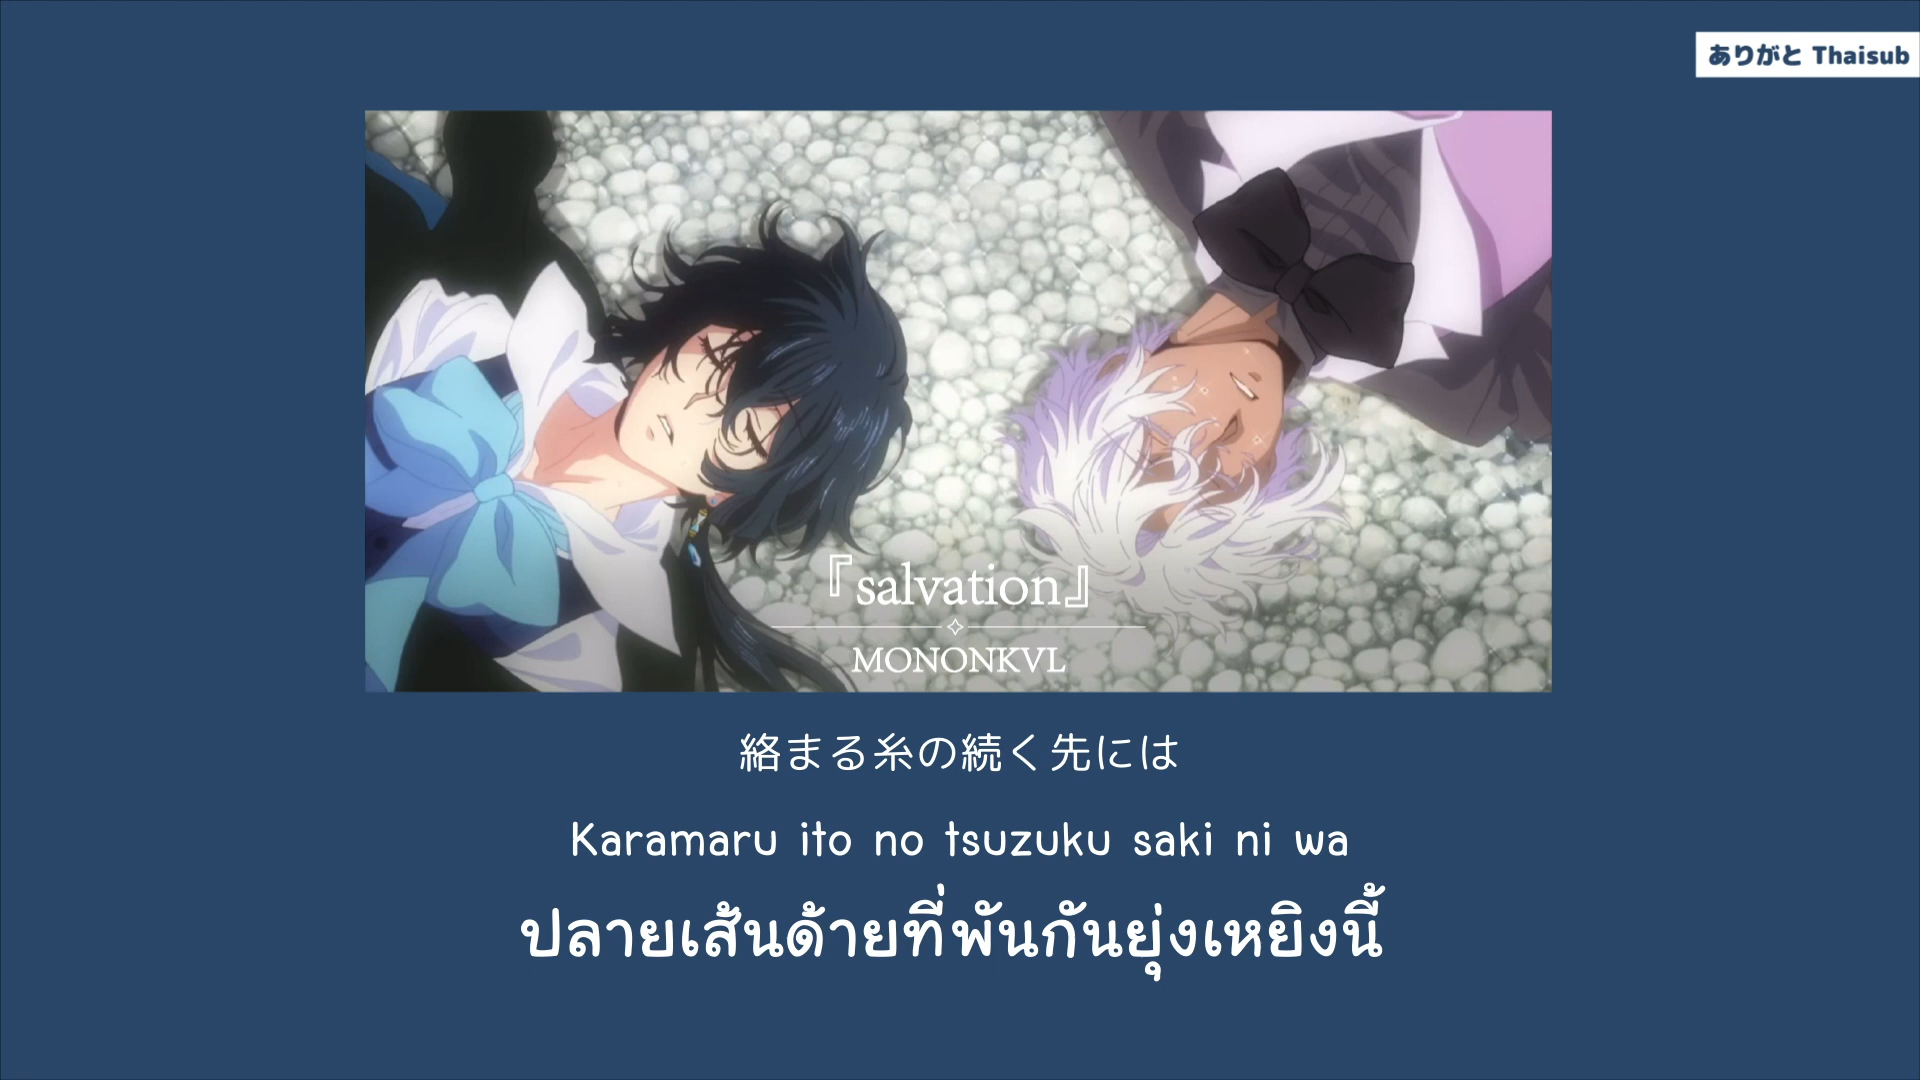 ありがと Thaisub
『salvation』
MONONKVL
絡まる糸の続く先には
Karamaru ito no tsuzuku saki ni wa
ปลายเส้นด้ายที่พันกันยุ่งเหยิงนี้